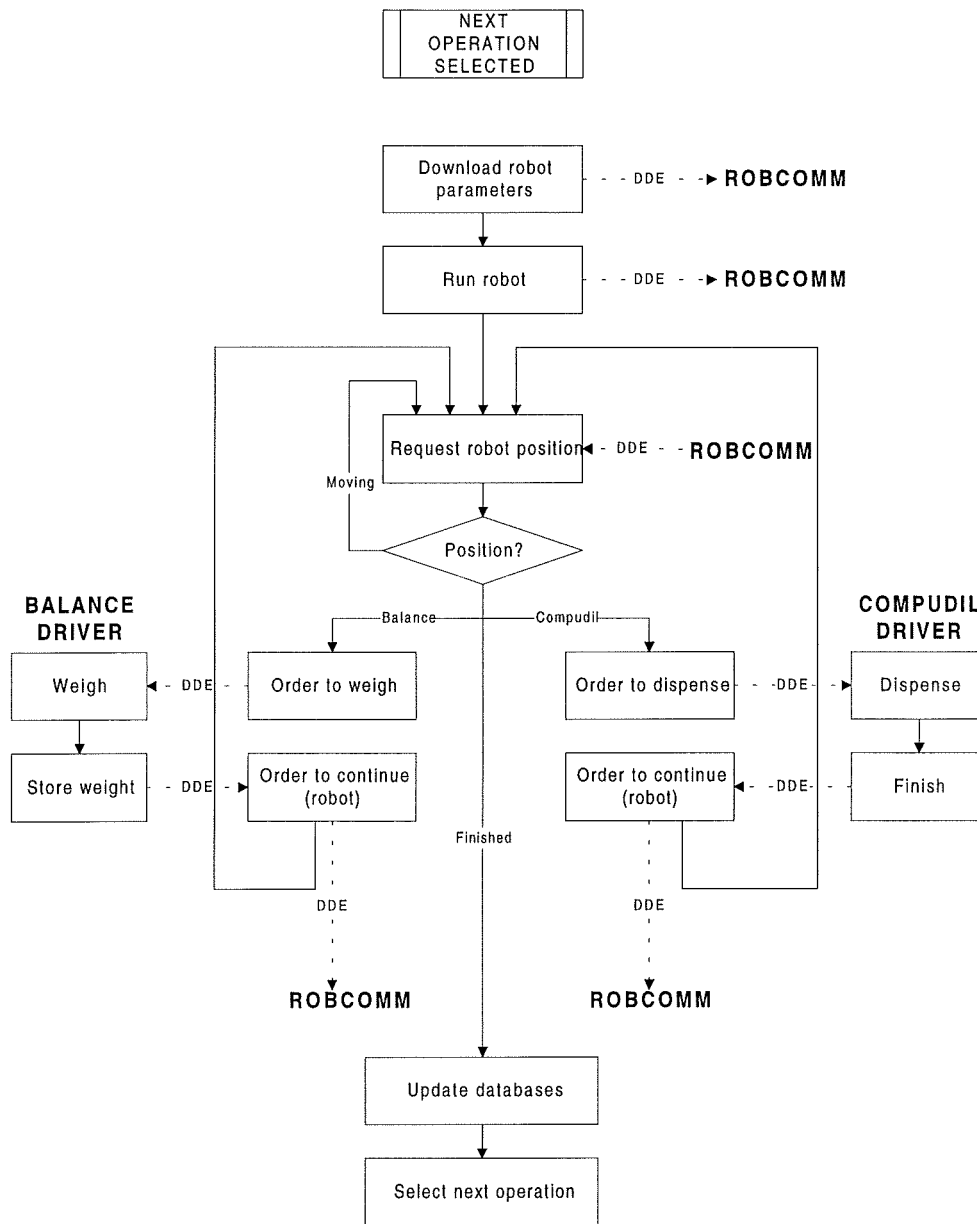 NEXT
OPERATION
SELECTED
Download robot
parameters
DDE
ROBCOMM
Run robot
DDE
ROBCOMM
Request robot position
DDE
ROBCOMM
Moving
Position?
BALANCE
DRIVER
Balance
Compudil
COMPUDIL
DRIVER
Weigh
DDE
Order to weigh
Order to dispense
DDE
Dispense
Store weight
DDE
Order to continue
(robot)
Order to continue
(robot)
DDE
Finish
Finished
DDE
DDE
ROBCOMM
ROBCOMM
Update databases
Select next operation